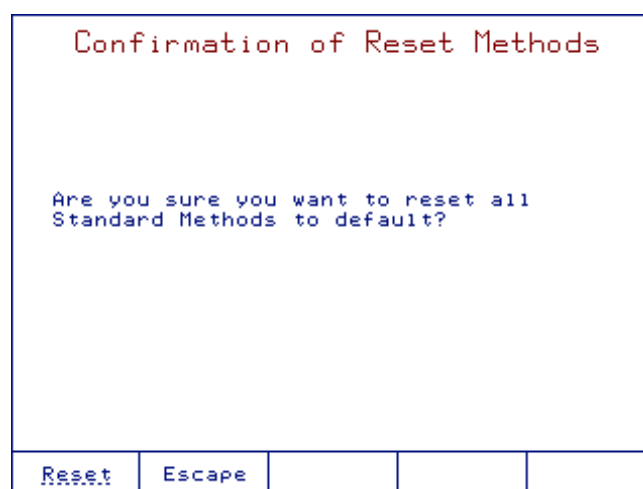 Confirmation of Reset Methods
Are you sure you want to reset all
Standard Methods to default?
Reset Escape